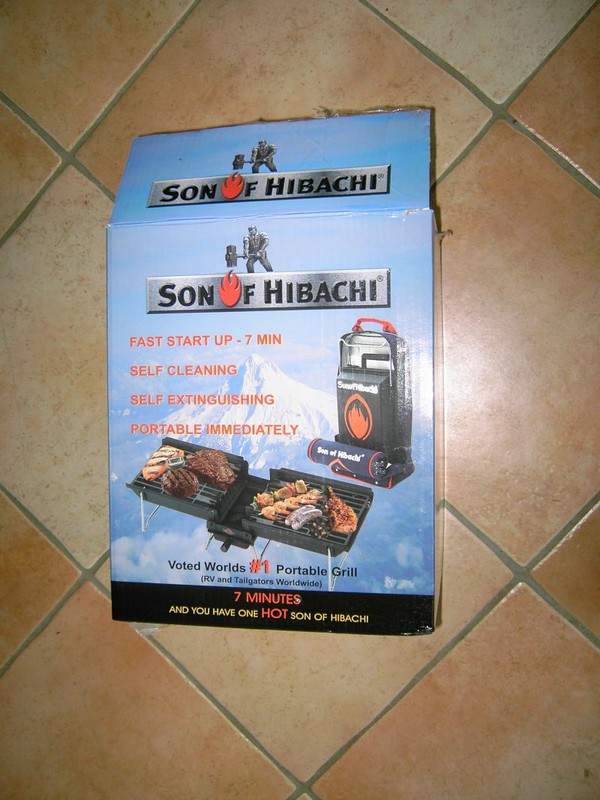 SON OF HIBACHI®
SON OF HIBACHI®
FAST START UP - 7 MIN
SELF CLEANING
SELF EXTINGUISHING
PORTABLE IMMEDIATELY
SonofHibachi
Son of Hibachi
Voted Worlds #1 Portable Grill
(RV and Tailgators Worldwide)
7 MINUTES
AND YOU HAVE ONE HOT SON OF HIBACHI